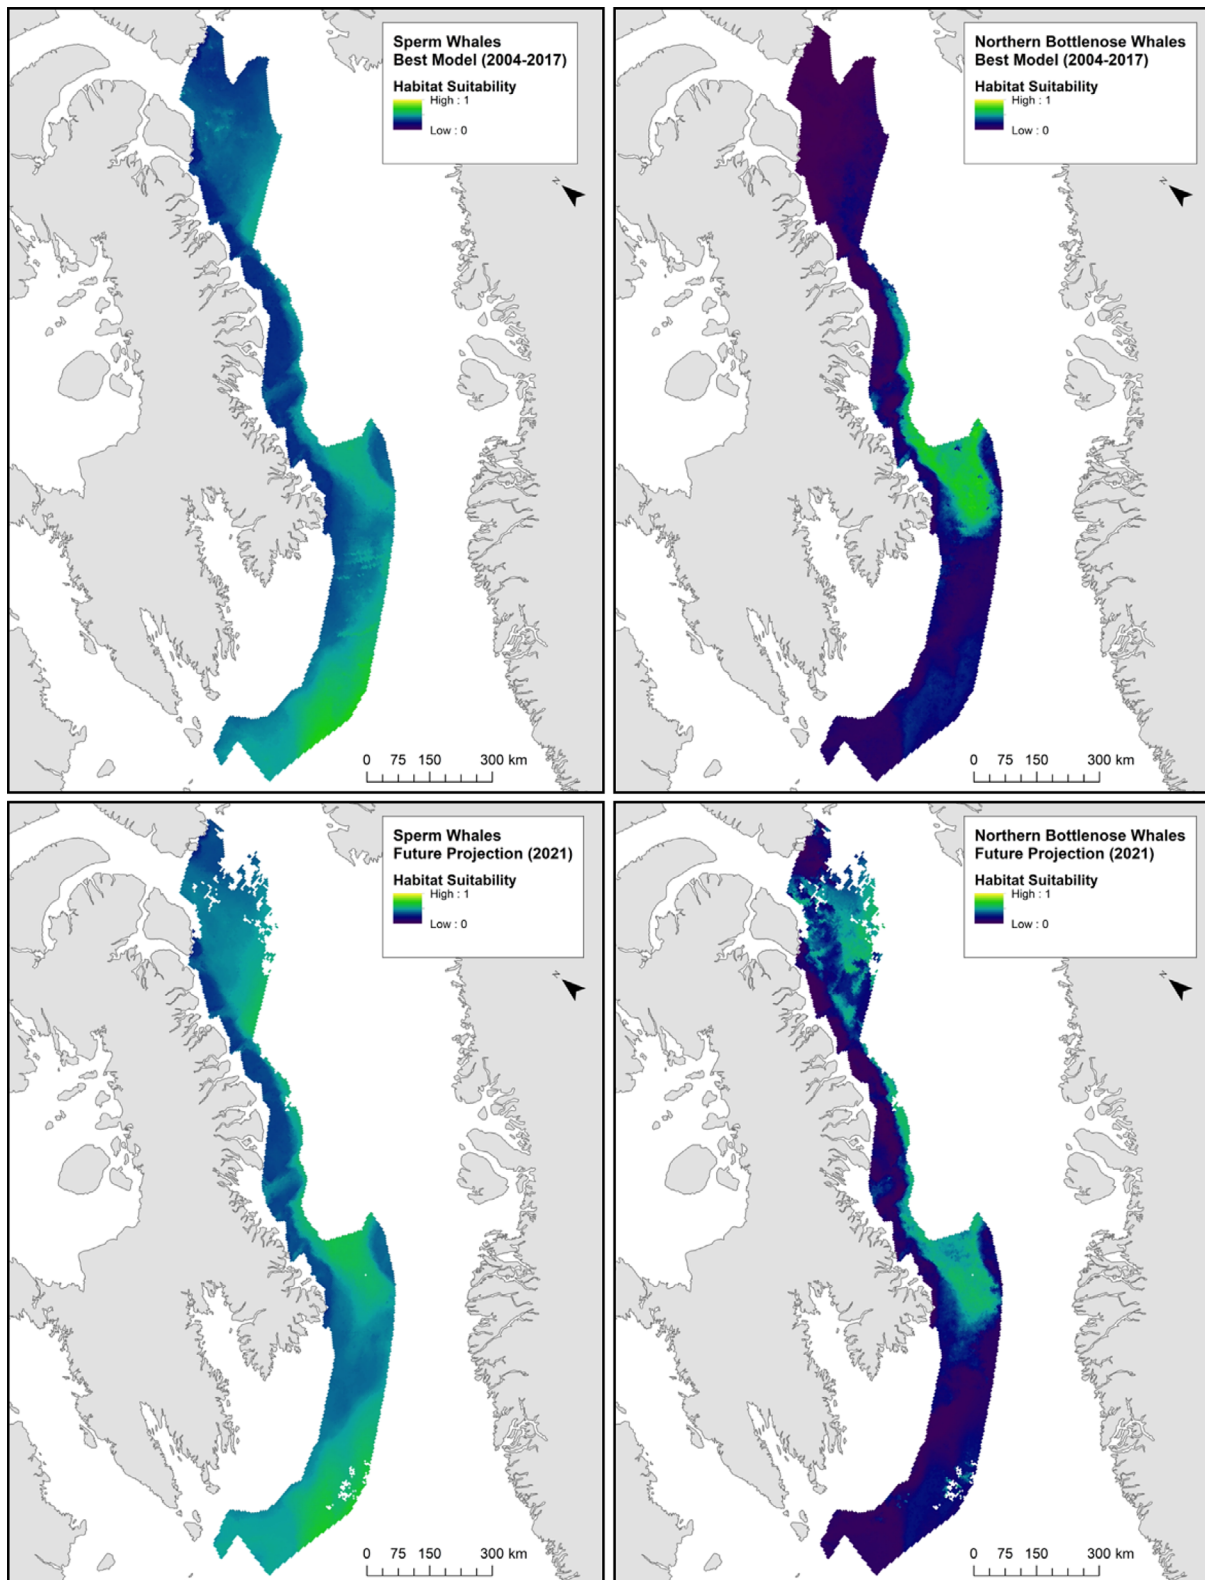 Sperm Whales
Best Model (2004-2017)
Habitat Suitability
High : 1
Low : 0
N
0 75 150 300 km
Northern Bottlenose Whales
Best Model (2004-2017)
Habitat Suitability
High : 1
Low : 0
N
0 75 150 300 km
Sperm Whales
Future Projection (2021)
Habitat Suitability
High : 1
Low : 0
N
0 75 150 300 km
Northern Bottlenose Whales
Future Projection (2021)
Habitat Suitability
High : 1
Low : 0
N
0 75 150 300 km